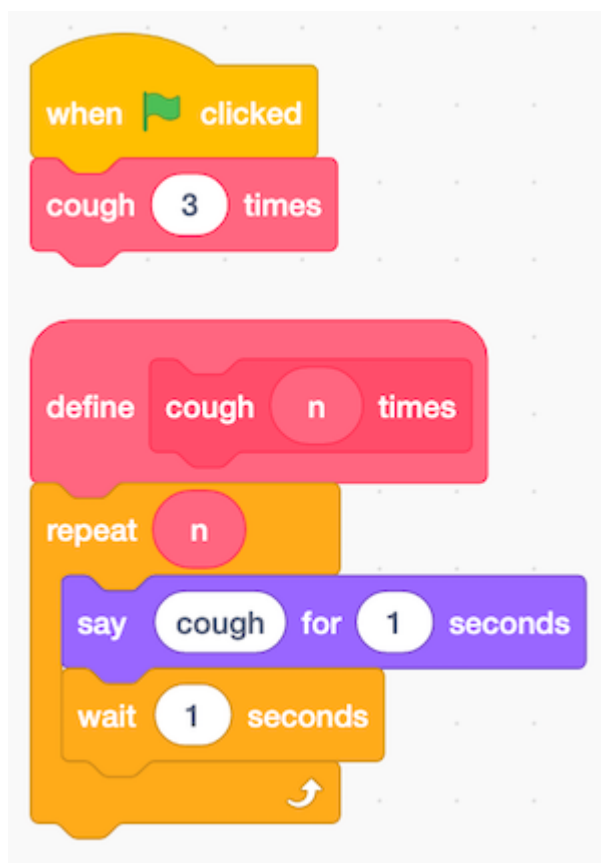 when clicked
cough 3 times
define cough n times
repeat n
say cough for 1 seconds
wait 1 seconds